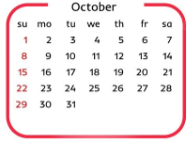 October
su mo tu we th fr sa
1 2 3 4 5 6 7
8 9 10 11 12 13 14
15 16 17 18 19 20 21
22 23 24 25 26 27 28
29 30 31